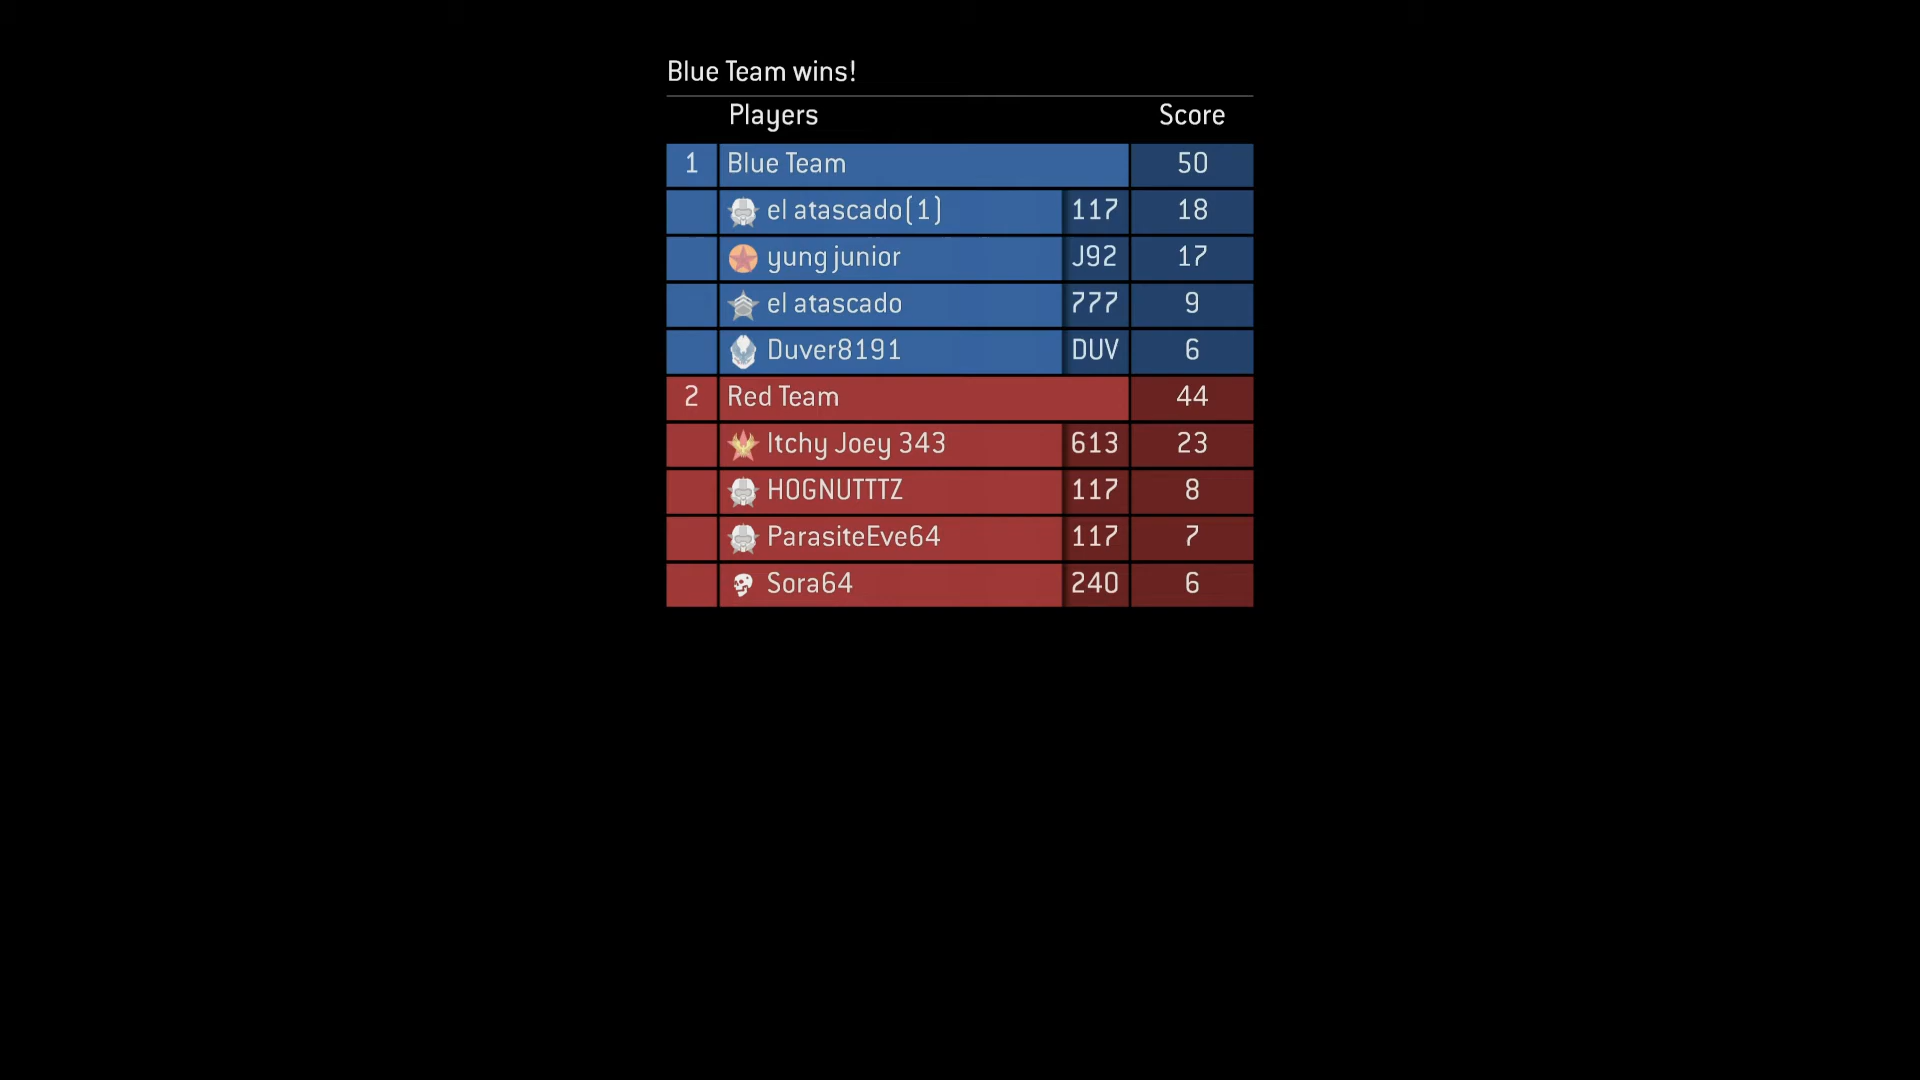 Blue Team wins!
Players Score
1 Blue Team 50
el atascado(1) 117 18
yung junior J92 17
el atascado 777 9
Duver8191 DUV 6
2 Red Team 44
Itchy Joey 343 613 23
HOGNUTTTZ 117 8
ParasiteEve64 117 7
Sora64 240 6